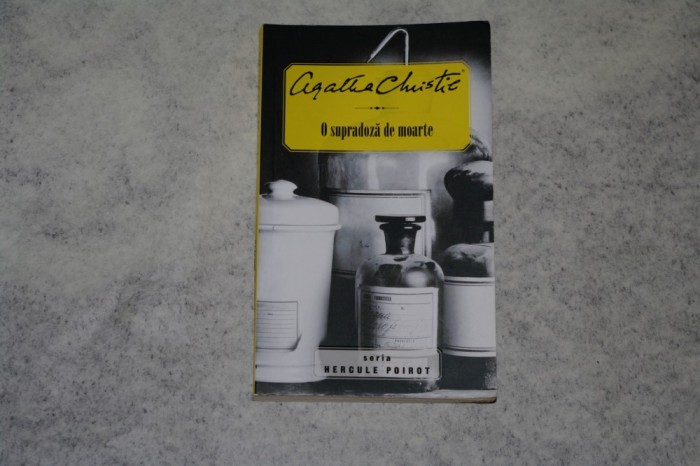 Agatha Christie
O supradoză de moarte
seria
HERCULE POIROT